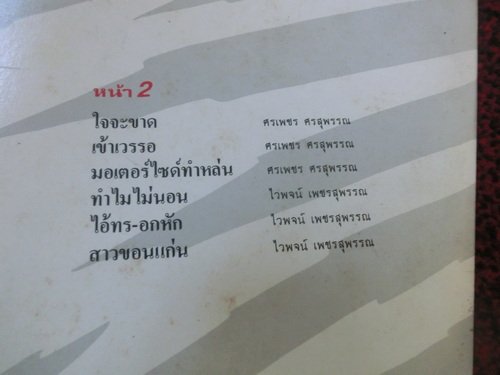 หน้า 2
ใจจะขาด ศรเพชร ศรสุพรรณ
เข้าเวรรอ ศรเพชร ศรสุพรรณ
มอเตอร์ไซด์ทำหล่น ศรเพชร ศรสุพรรณ
ทำไมไม่นอน ไวพจน์ เพชรสุพรรณ
ไอ้ทร-อกหัก ไวพจน์ เพชรสุพรรณ
สาวขอนแก่น ไวพจน์ เพชรสุพรรณ